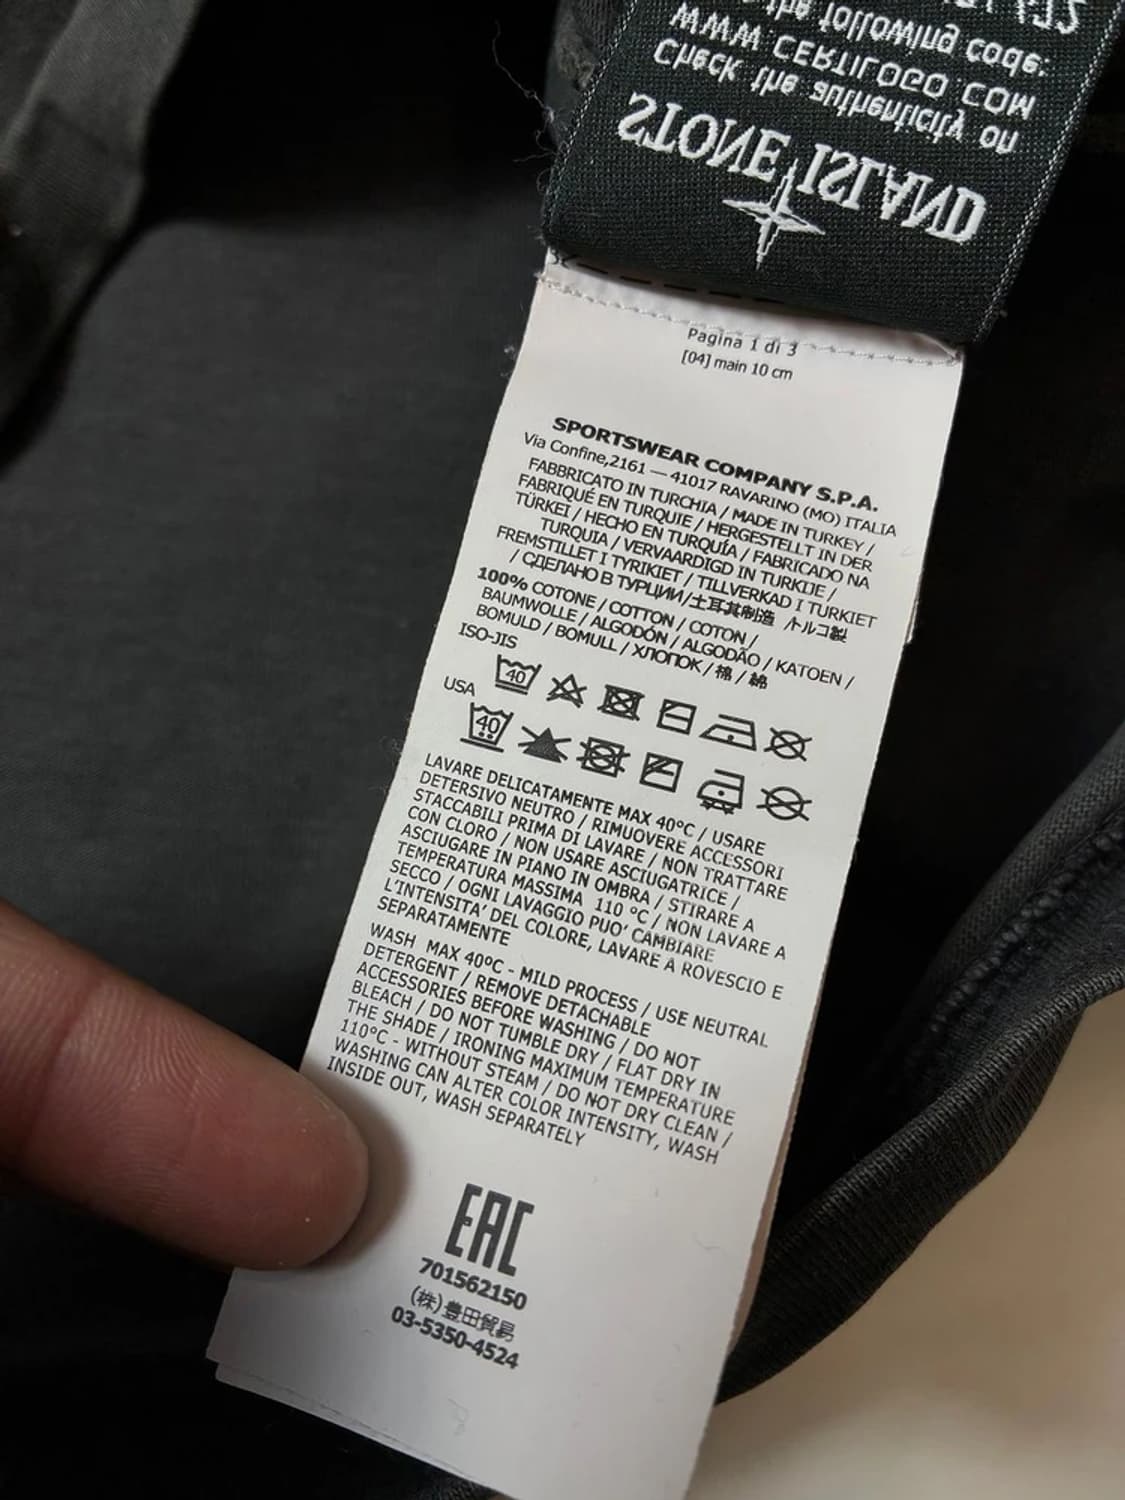 the following code:
WWW.CERTILOGO.COM
Check the authenticity on
STONE ISLAND
Pagina 1 di 3
[04] main 10 cm
SPORTSWEAR COMPANY S.P.A.
Via Confine,2161 — 41017 RAVARINO (MO) ITALIA
FABBRICATO IN TURCHIA / MADE IN TURKEY /
FABRIQUÉ EN TURQUIE / HERGESTELLT IN DER
TÜRKEI / HECHO EN TURQUÍA / FABRICADO NA
TURQUIA / VERVAARDIGD IN TURKIJE /
FREMSTILLET I TYRIKIET / TILLVERKAD I TURKIET
/ СДЕЛАНО В ТУРЦИИ/土耳其制造 /トルコ製
100% COTONE / COTTON / COTON /
BAUMWOLLE / ALGODÓN / ALGODÃO / KATOEN /
BOMULD / BOMULL / ХЛОПОК / 棉 / 綿
ISO-JIS
40
USA
40
LAVARE DELICATAMENTE MAX 40°C / USARE
DETERSIVO NEUTRO / RIMUOVERE ACCESSORI
STACCABILI PRIMA DI LAVARE / NON TRATTARE
CON CLORO / NON USARE ASCIUGATRICE /
ASCIUGARE IN PIANO IN OMBRA / STIRARE A
TEMPERATURA MASSIMA 110 °C / NON LAVARE A
SECCO / OGNI LAVAGGIO PUO' CAMBIARE
L'INTENSITA' DEL COLORE, LAVARE A ROVESCIO E
SEPARATAMENTE
WASH MAX 40°C - MILD PROCESS / USE NEUTRAL
DETERGENT / REMOVE DETACHABLE
ACCESSORIES BEFORE WASHING / DO NOT
BLEACH / DO NOT TUMBLE DRY / FLAT DRY IN
THE SHADE / IRONING MAXIMUM TEMPERATURE
110°C - WITHOUT STEAM / DO NOT DRY CLEAN /
WASHING CAN ALTER COLOR INTENSITY, WASH
INSIDE OUT, WASH SEPARATELY
EAC
701562150
(株)豊田貿易
03-5350-4524